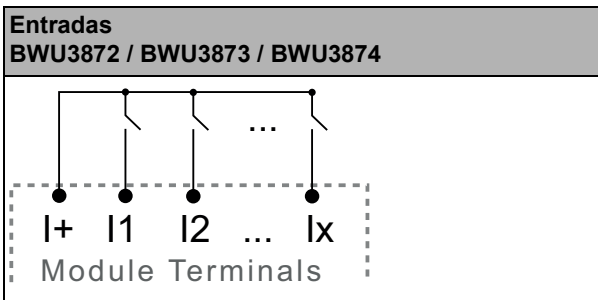 Entradas
BWU3872 / BWU3873 / BWU3874
...
I+ I1 I2 ... Ix
Module Terminals